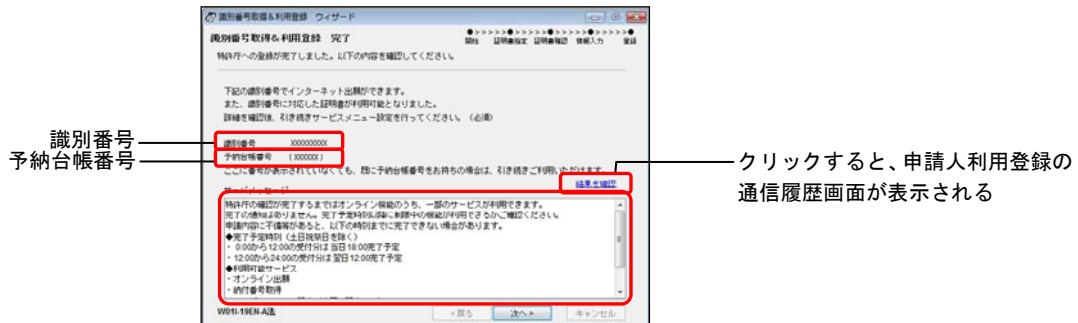 識別番号取得&利用登録 ウィザード
識別番号取得&利用登録 完了
●>>>>>●>>>>>●>>>>>●>>>>>●
開始 証明書指定 証明書確認 情報入力 登録
特許庁への登録が完了しました。以下の内容を確認してください。
下記の識別番号でインターネット出願ができます。
また、識別番号に対応した証明書が利用可能となりました。
詳細を確認後、引き続きサービスメニュー設定を行ってください。(必須)
識別番号
識別番号 XXXXXXXXX
予納台帳番号
予納台帳番号 (XXXXXX)
ここに番号が表示されていなくても、既に予納台帳番号をお持ちの場合は、引き続きご利用いただけます。
結果を確認
クリックすると、申請人利用登録の
通信履歴画面が表示される
サーバメッセージ
特許庁の確認が完了するまではオンライン機能のうち、一部のサービスが利用できます。
完了の通知はありません。完了予定時刻以降に制限中の機能が利用できるかご確認ください。
申請内容に不備等があると、以下の時刻までに完了できない場合があります。
◆完了予定時刻(土日祝祭日を除く)
・ 0:00から12:00の受付分は 当日18:00完了予定
・ 12:00から24:00の受付分は 翌日12:00完了予定
◆利用可能サービス
・オンライン出願
・納付番号取得
W01I-19EN-A選
<戻る 次へ> キャンセル